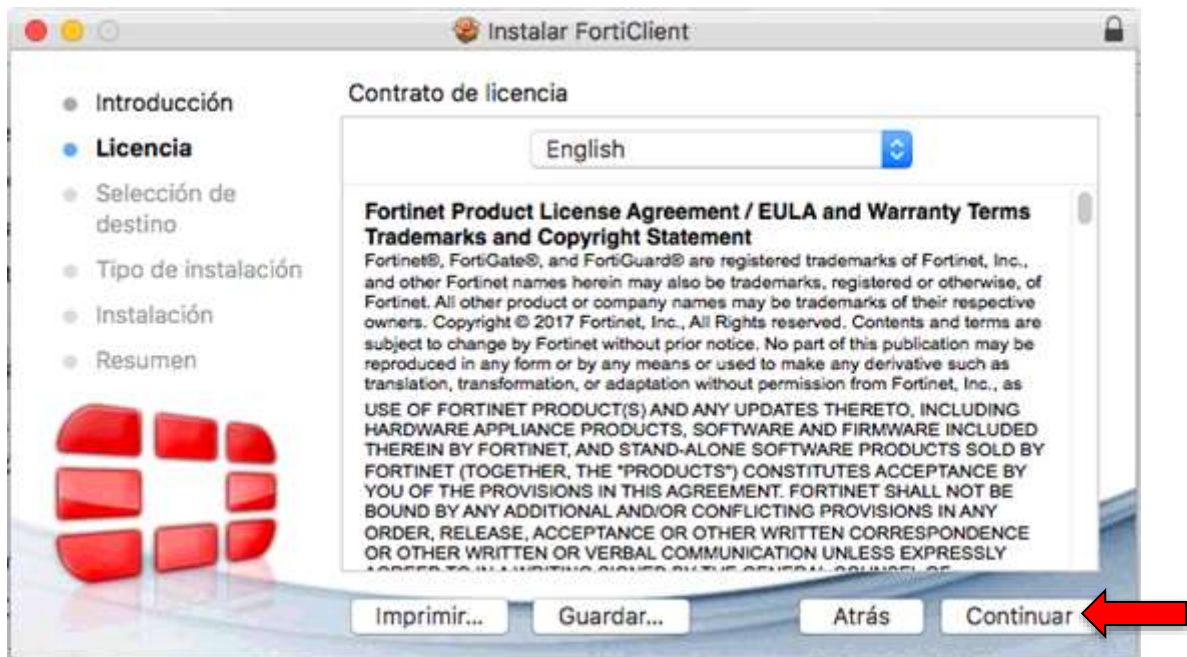 Instalar FortiClient
Introducción
Licencia
Selección de
destino
Tipo de instalación
Instalación
Resumen
Contrato de licencia
English
Fortinet Product License Agreement / EULA and Warranty Terms
Trademarks and Copyright Statement
Fortinet®, FortiGate®, and FortiGuard® are registered trademarks of Fortinet, Inc.,
and other Fortinet names herein may also be trademarks, registered or otherwise, of
Fortinet. All other product or company names may be trademarks of their respective
owners. Copyright © 2017 Fortinet, Inc., All Rights reserved. Contents and terms are
subject to change by Fortinet without prior notice. No part of this publication may be
reproduced in any form or by any means or used to make any derivative such as
translation, transformation, or adaptation without permission from Fortinet, Inc., as
USE OF FORTINET PRODUCT(S) AND ANY UPDATES THERETO, INCLUDING
HARDWARE APPLIANCE PRODUCTS, SOFTWARE AND FIRMWARE INCLUDED
THEREIN BY FORTINET, AND STAND-ALONE SOFTWARE PRODUCTS SOLD BY
FORTINET (TOGETHER, THE "PRODUCTS") CONSTITUTES ACCEPTANCE BY
YOU OF THE PROVISIONS IN THIS AGREEMENT. FORTINET SHALL NOT BE
BOUND BY ANY ADDITIONAL AND/OR CONFLICTING PROVISIONS IN ANY
ORDER, RELEASE, ACCEPTANCE OR OTHER WRITTEN CORRESPONDENCE
OR OTHER WRITTEN OR VERBAL COMMUNICATION UNLESS EXPRESSLY
Imprimir...
Guardar...
Atrás
Continuar